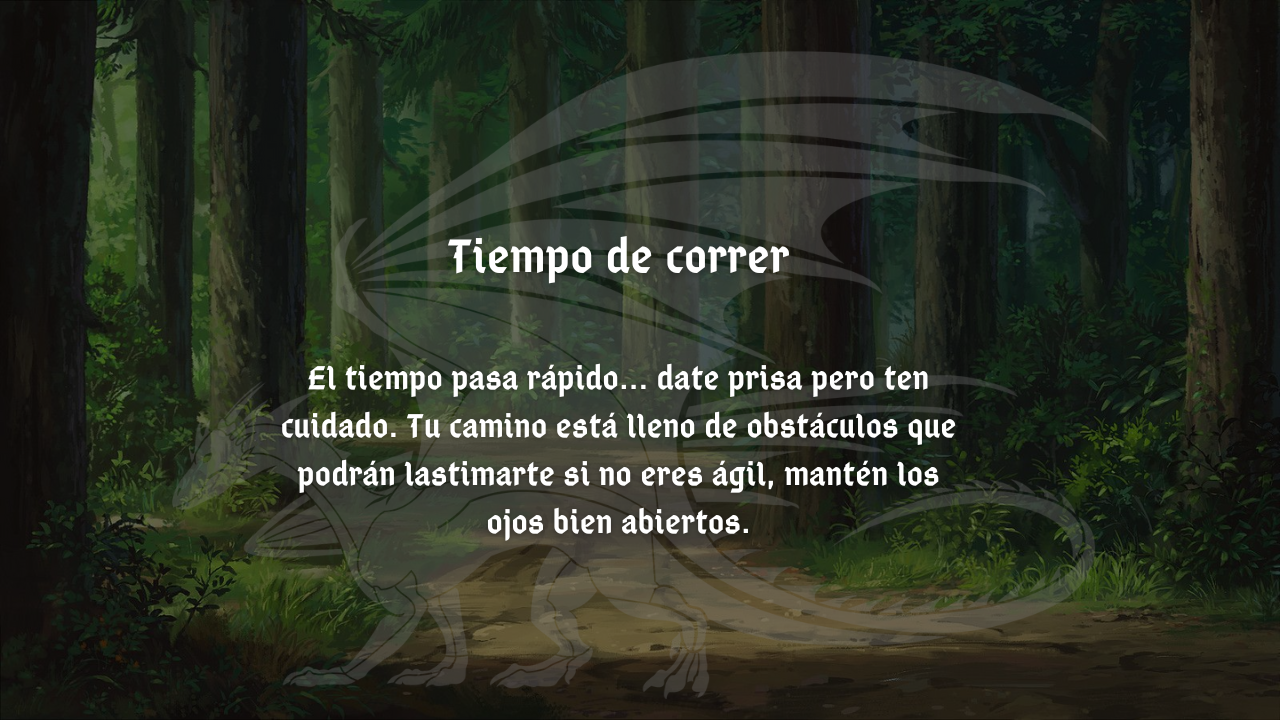 Tiempo de correr
El tiempo pasa rápido... date prisa pero ten
cuidado. Tu camino está lleno de obstáculos que
podrán lastimarte si no eres ágil, mantén los
ojos bien abiertos.